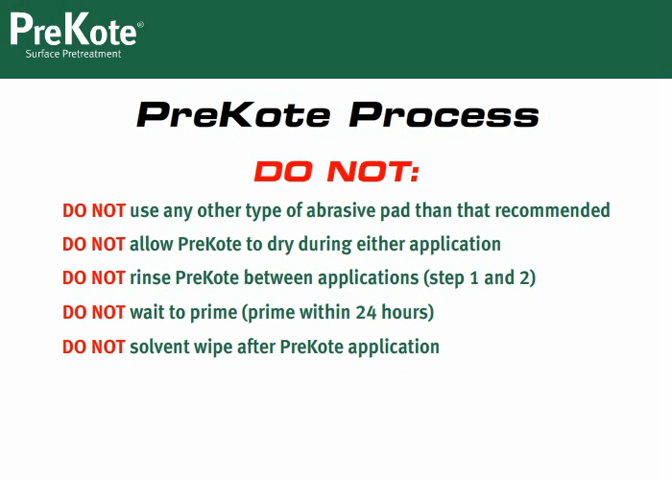 PreKote®
Surface Pretreatment
PreKote Process
DO NOT:
DO NOT use any other type of abrasive pad than that recommended
DO NOT allow PreKote to dry during either application
DO NOT rinse PreKote between applications (step 1 and 2)
DO NOT wait to prime (prime within 24 hours)
DO NOT solvent wipe after PreKote application